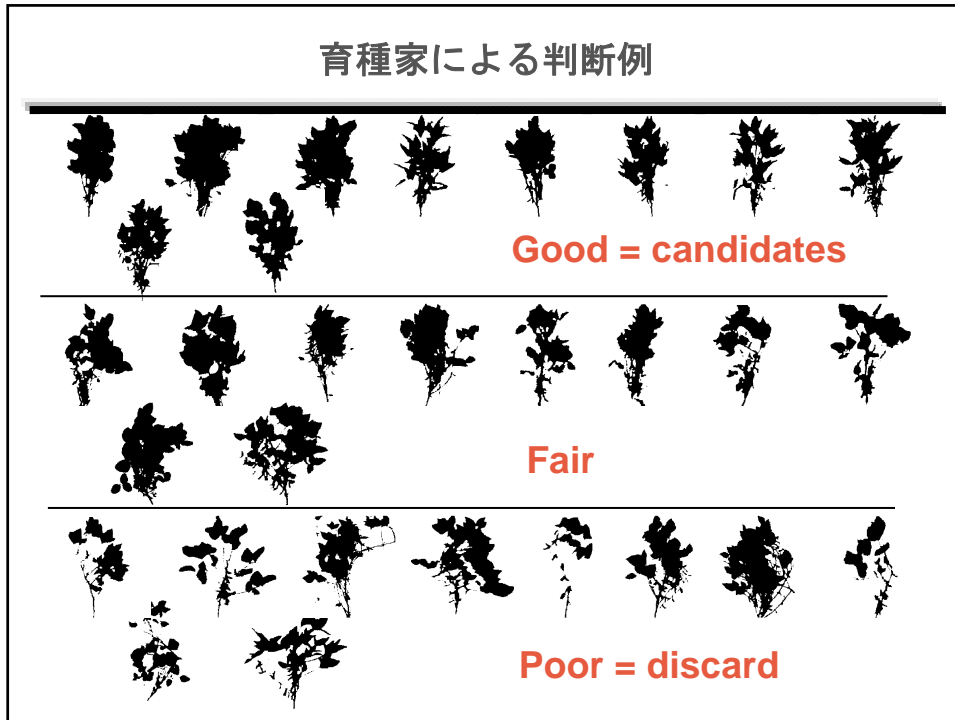 育種家による判断例
Good = candidates
Fair
Poor = discard